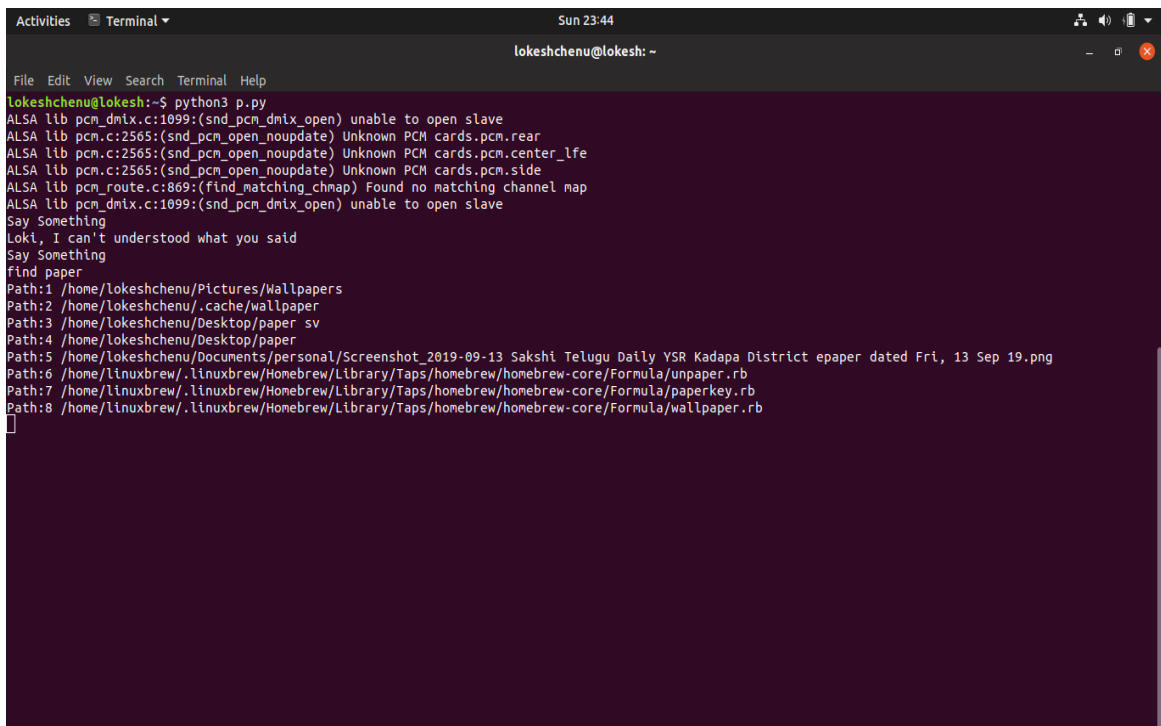 Activities Terminal Sun 23:44
lokeshchenu@lokesh: ~
File Edit View Search Terminal Help
lokeshchenu@lokesh:~$ python3 p.py
ALSA lib pcm_dmix.c:1099:(snd_pcm_dmix_open) unable to open slave
ALSA lib pcm.c:2565:(snd_pcm_open_noupdate) Unknown PCM cards.pcm.rear
ALSA lib pcm.c:2565:(snd_pcm_open_noupdate) Unknown PCM cards.pcm.center_lfe
ALSA lib pcm.c:2565:(snd_pcm_open_noupdate) Unknown PCM cards.pcm.side
ALSA lib pcm_route.c:869:(find_matching_chmap) Found no matching channel map
ALSA lib pcm_dmix.c:1099:(snd_pcm_dmix_open) unable to open slave
Say Something
Loki, I can't understood what you said
Say Something
find paper
Path:1 /home/lokeshchenu/Pictures/Wallpapers
Path:2 /home/lokeshchenu/.cache/wallpaper
Path:3 /home/lokeshchenu/Desktop/paper sv
Path:4 /home/lokeshchenu/Desktop/paper
Path:5 /home/lokeshchenu/Documents/personal/Screenshot_2019-09-13 Sakshi Telugu Daily YSR Kadapa District epaper dated Fri, 13 Sep 19.png
Path:6 /home/linuxbrew/.linuxbrew/Homebrew/Library/Taps/homebrew/homebrew-core/Formula/unpaper.rb
Path:7 /home/linuxbrew/.linuxbrew/Homebrew/Library/Taps/homebrew/homebrew-core/Formula/paperkey.rb
Path:8 /home/linuxbrew/.linuxbrew/Homebrew/Library/Taps/homebrew/homebrew-core/Formula/wallpaper.rb